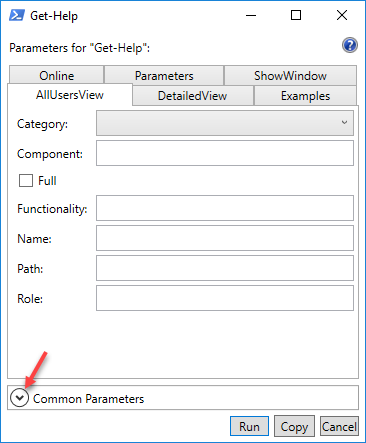 Get-Help
Parameters for "Get-Help":
?
Online Parameters ShowWindow
AllUsersView DetailedView Examples
Category:
Component:
Full
Functionality:
Name:
Path:
Role:
Common Parameters
Run Copy Cancel